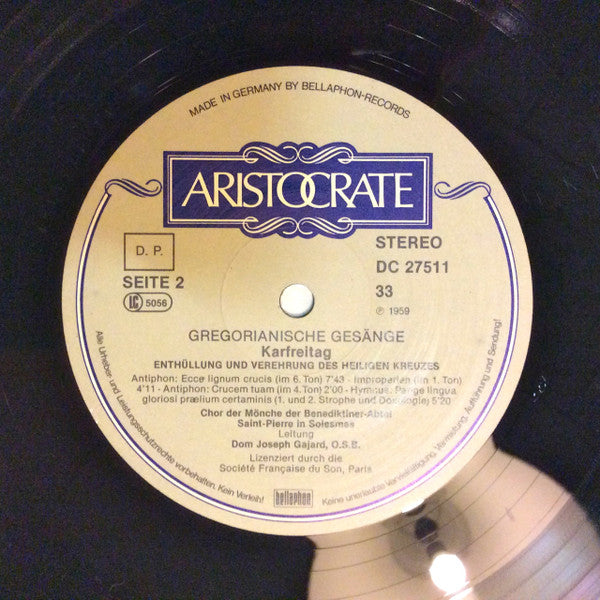 MADE IN GERMANY BY BELLAPHON-RECORDS
ARISTOCRATE
D. P.
STEREO
SEITE 2
DC 27511
LC 5056
33
℗ 1959
GREGORIANISCHE GESÄNGE
Karfreitag
ENTHÜLLUNG UND VEREHRUNG DES HEILIGEN KREUZES
Antiphon: Ecce lignum crucis (im 6. Ton) 7'43 - Improperien (im 1. Ton)
4'11 - Antiphon: Crucem tuam (im 4. Ton) 2'00 - Hymnus: Pange lingua
gloriosi prælium certaminis (1. und 2. Strophe und Doxologie) 5'20
Chor der Mönche der Benediktiner-Abtei
Saint-Pierre in Solesmes
Leitung
Dom Joseph Gajard, O.S.B.
Lizenziert durch die
Société Française du Son, Paris
bellaphon
Alle Urheber- und Leistungsschutzrechte vorbehalten. Kein Verleih!
Keine unerlaubte Vervielfältigung, Vermietung, Aufführung und Sendung!